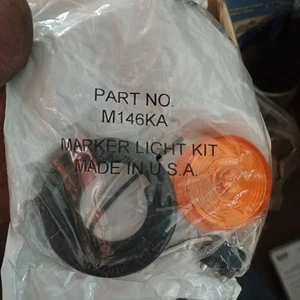 PART NO.
M146KA
MARKER LIGHT KIT
MADE IN U.S.A.